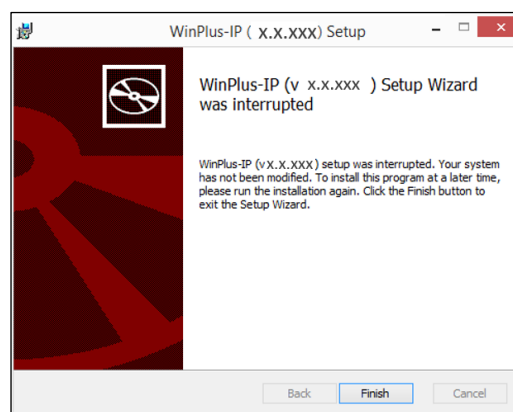 WinPlus-IP ( X.X.XXX) Setup
WinPlus-IP (v x.x.xxx ) Setup Wizard
was interrupted
WinPlus-IP (vX.X.XXX) setup was interrupted. Your system
has not been modified. To install this program at a later time,
please run the installation again. Click the Finish button to
exit the Setup Wizard.
Back Finish Cancel